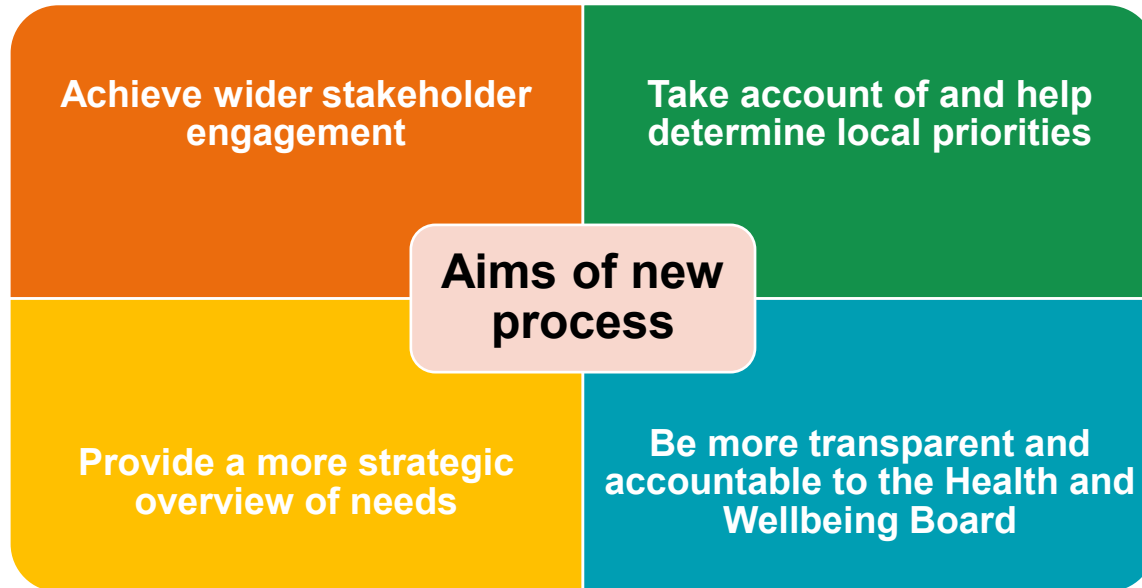 Achieve wider stakeholder
engagement
Take account of and help
determine local priorities
Aims of new
process
Provide a more strategic
overview of needs
Be more transparent and
accountable to the Health and
Wellbeing Board